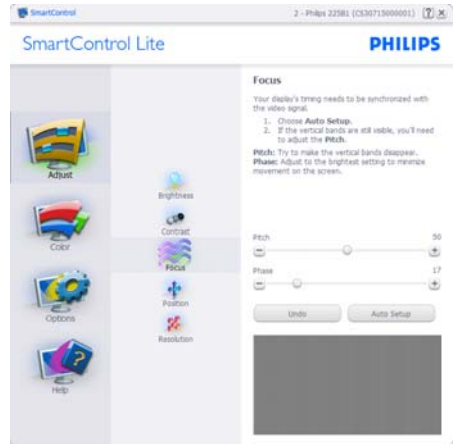 SmartControl
2 - Philips 225B1 (CS30715000001)
SmartControl Lite
PHILIPS
Adjust
Color
Options
Help
Brightness
Contrast
Focus
Position
Resolution
Focus
Your display's timing needs to be synchronized with
the video signal.
1. Choose Auto Setup.
2. If the vertical bands are still visible, you'll need
to adjust the Pitch.
Pitch: Try to make the vertical bands disappear.
Phase: Adjust to the brightest setting to minimize
movement on the screen.
Pitch 50
Phase 17
Undo
Auto Setup